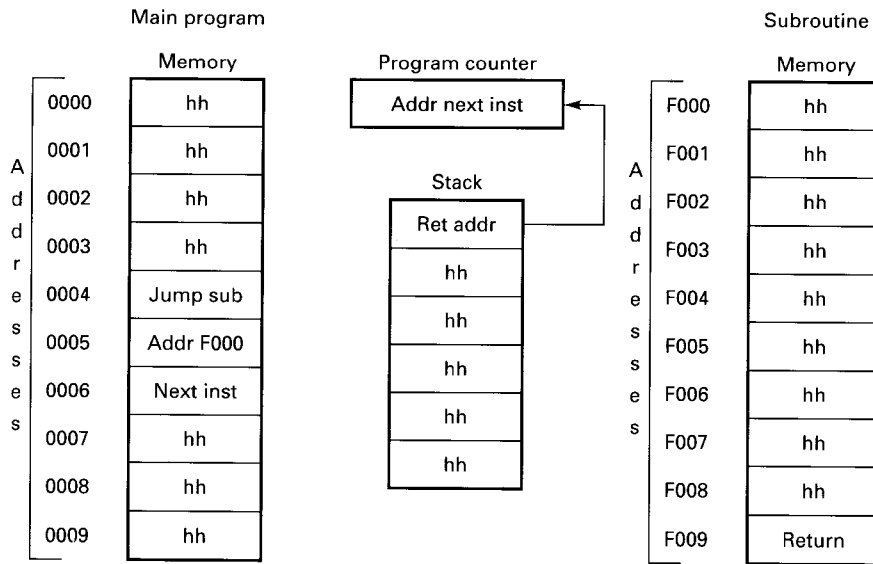 Main program
Memory
Addresses
0000 hh
0001 hh
0002 hh
0003 hh
0004 Jump sub
0005 Addr F000
0006 Next inst
0007 hh
0008 hh
0009 hh
Program counter
Addr next inst
Stack
Ret addr
hh
hh
hh
hh
hh
Subroutine
Memory
Addresses
F000 hh
F001 hh
F002 hh
F003 hh
F004 hh
F005 hh
F006 hh
F007 hh
F008 hh
F009 Return